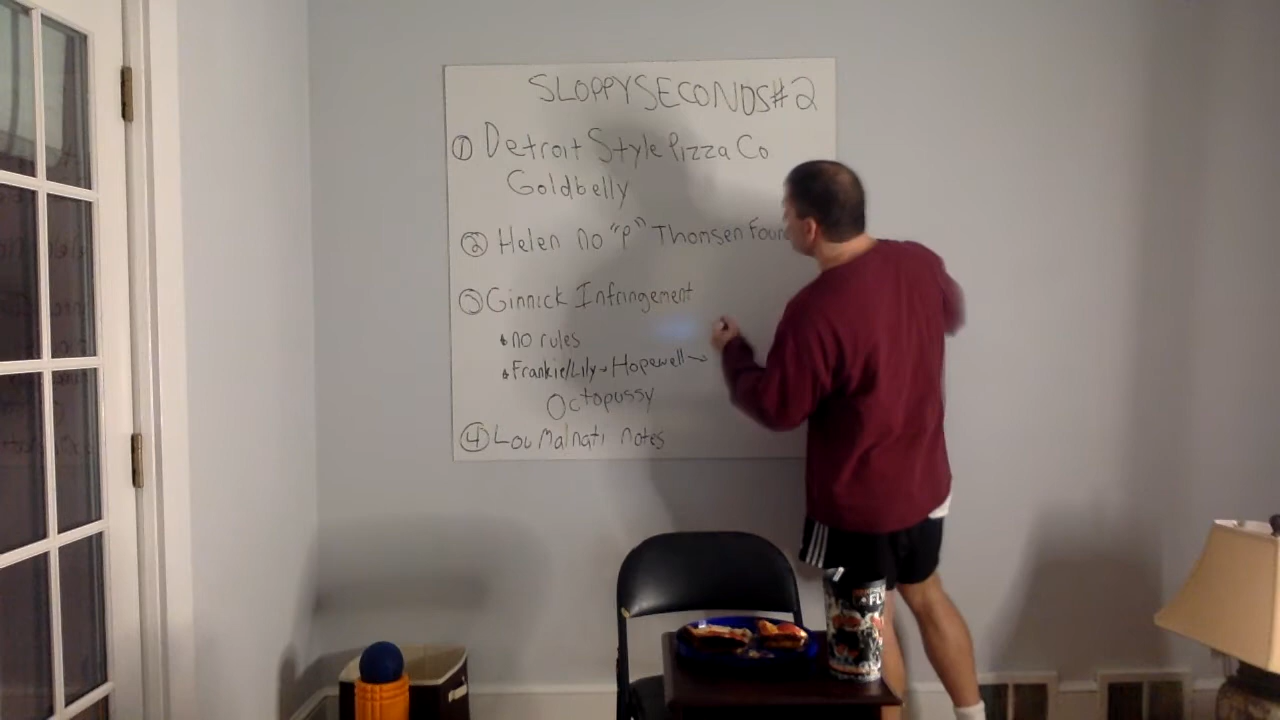 SLOPPYSECONDS#2
① Detroit Style Pizza Co
Goldbelly
② Helen no "P" Thomsen Foun
③ Ginnick Infringement
• no rules
• Frankie/Lily → Hopewell →
Octopussy
④ Lou Malnati notes
FLY